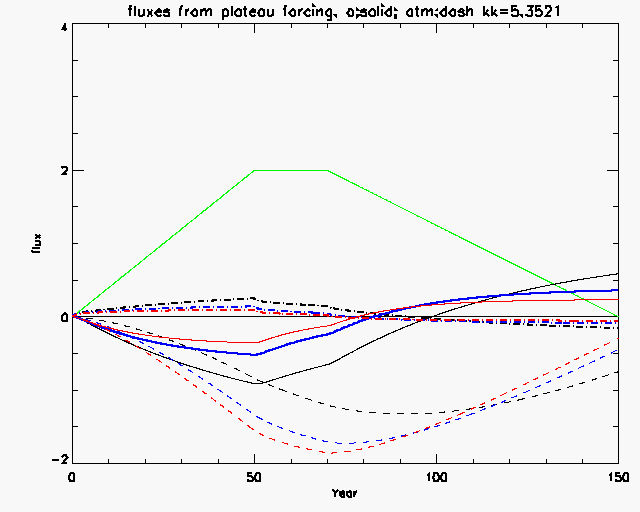 fluxes from plateau forcing, o;solid; atm;dash kk=5.3521
4
2
0
-2
flux
0 50 100 150
Year